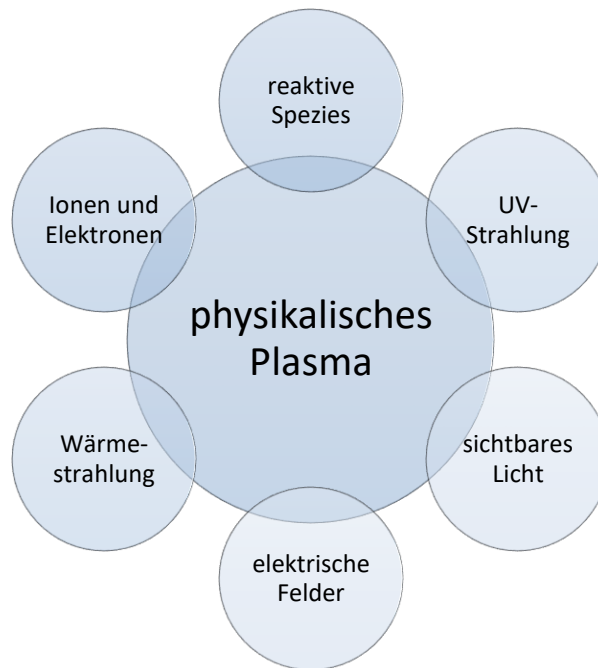 reaktive
Spezies
Ionen und
Elektronen
UV-
Strahlung
physikalisches
Plasma
Wärme-
strahlung
sichtbares
Licht
elektrische
Felder